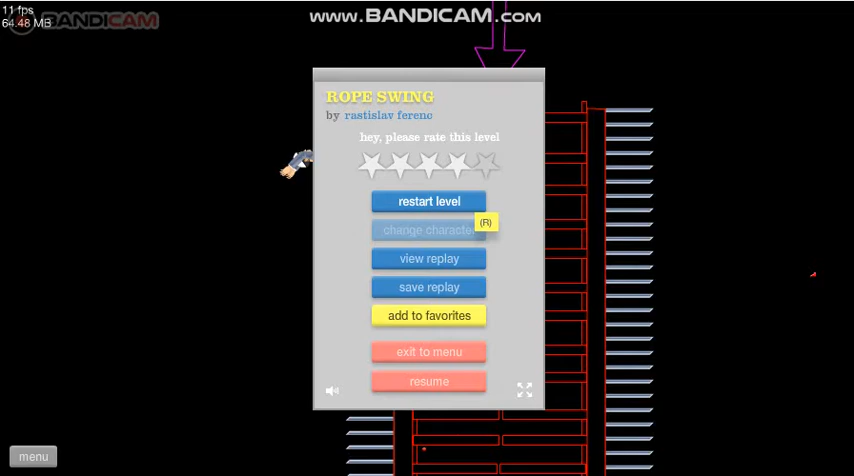 11 fps
64.48 MB
BANDICAM
www.BANDICAM.com
ROPE SWING
by rastislav ferenc
hey, please rate this level
restart level
(R)
change characte
view replay
save replay
add to favorites
exit to menu
resume
menu